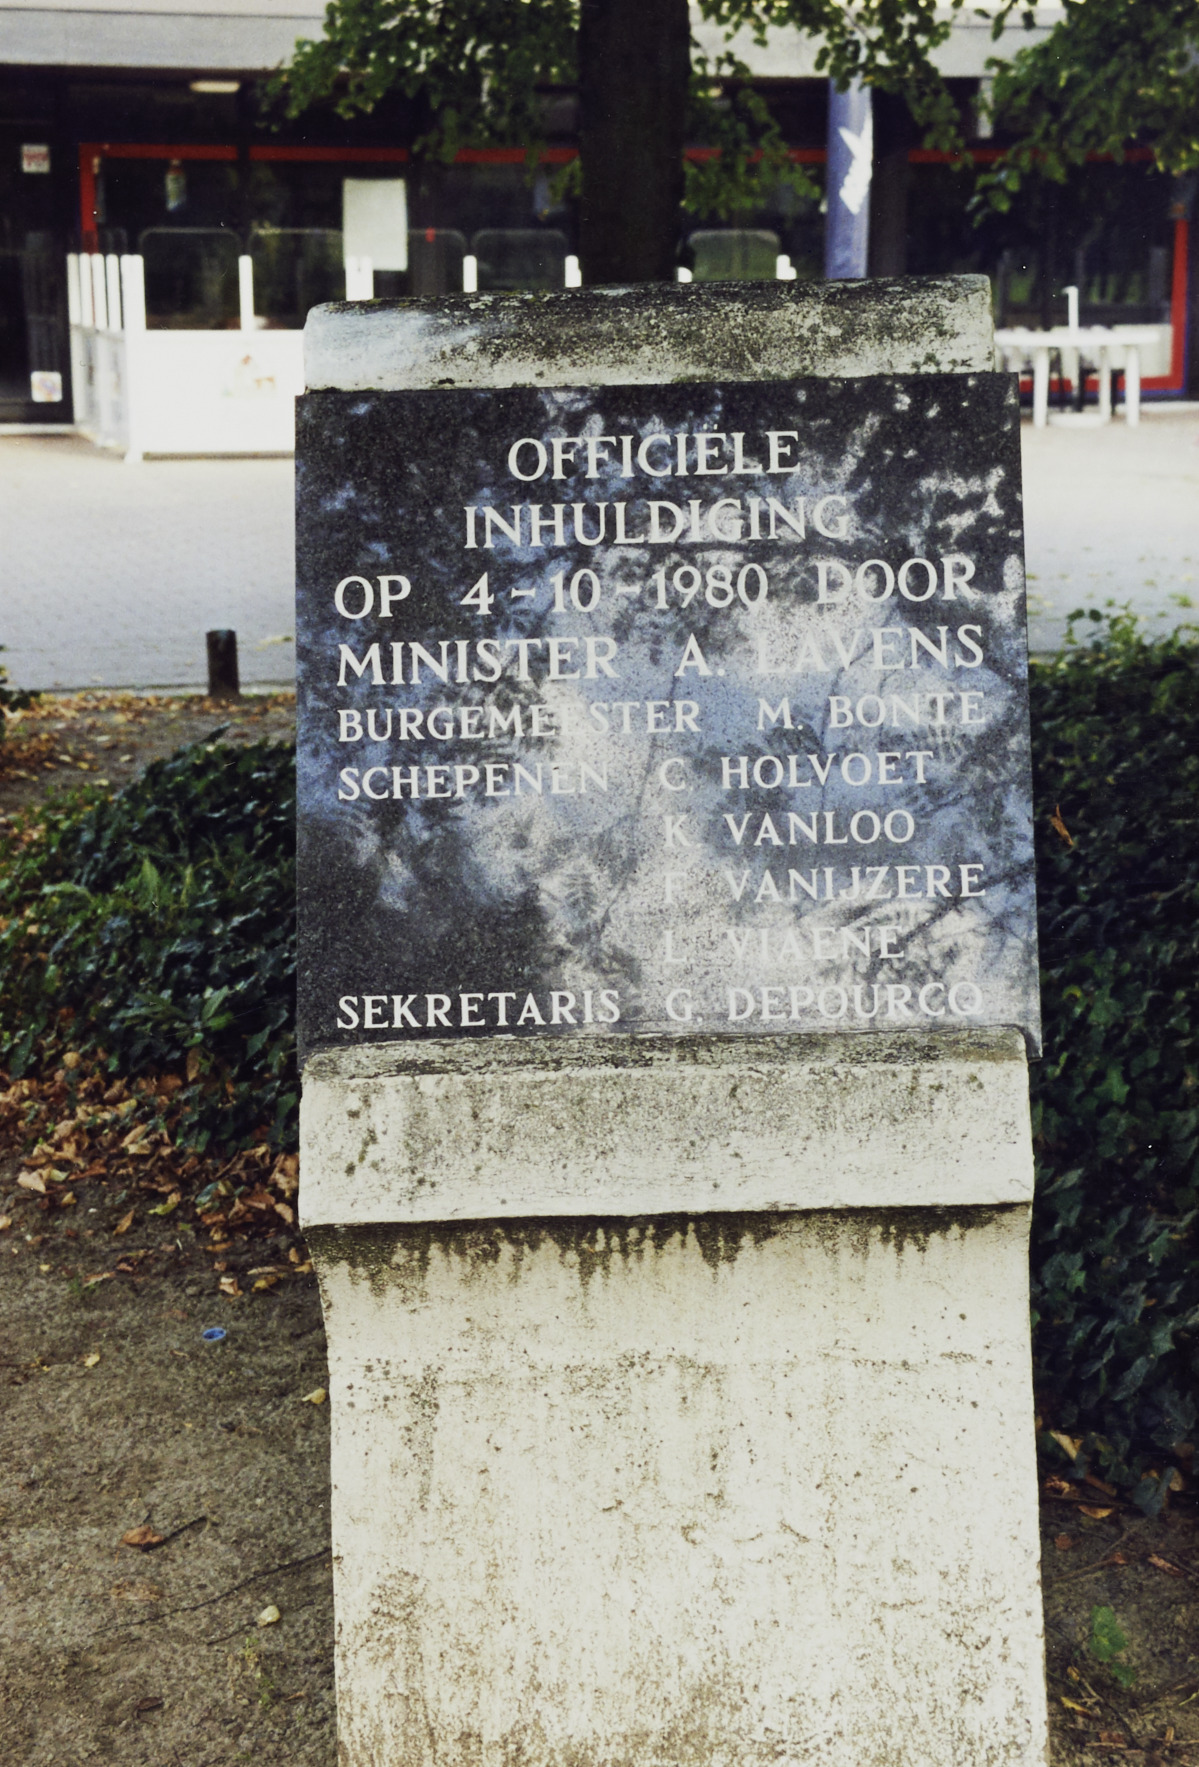 OFFICIËLE
INHULDIGING
OP 4-10-1980 DOOR
MINISTER A. LAVENS
BURGEMEESTER M. BONTE
SCHEPENEN C. HOLVOET
K. VANLOO
F. VANIJZERE
L. VIAENE
SEKRETARIS G. DEPOURCQ